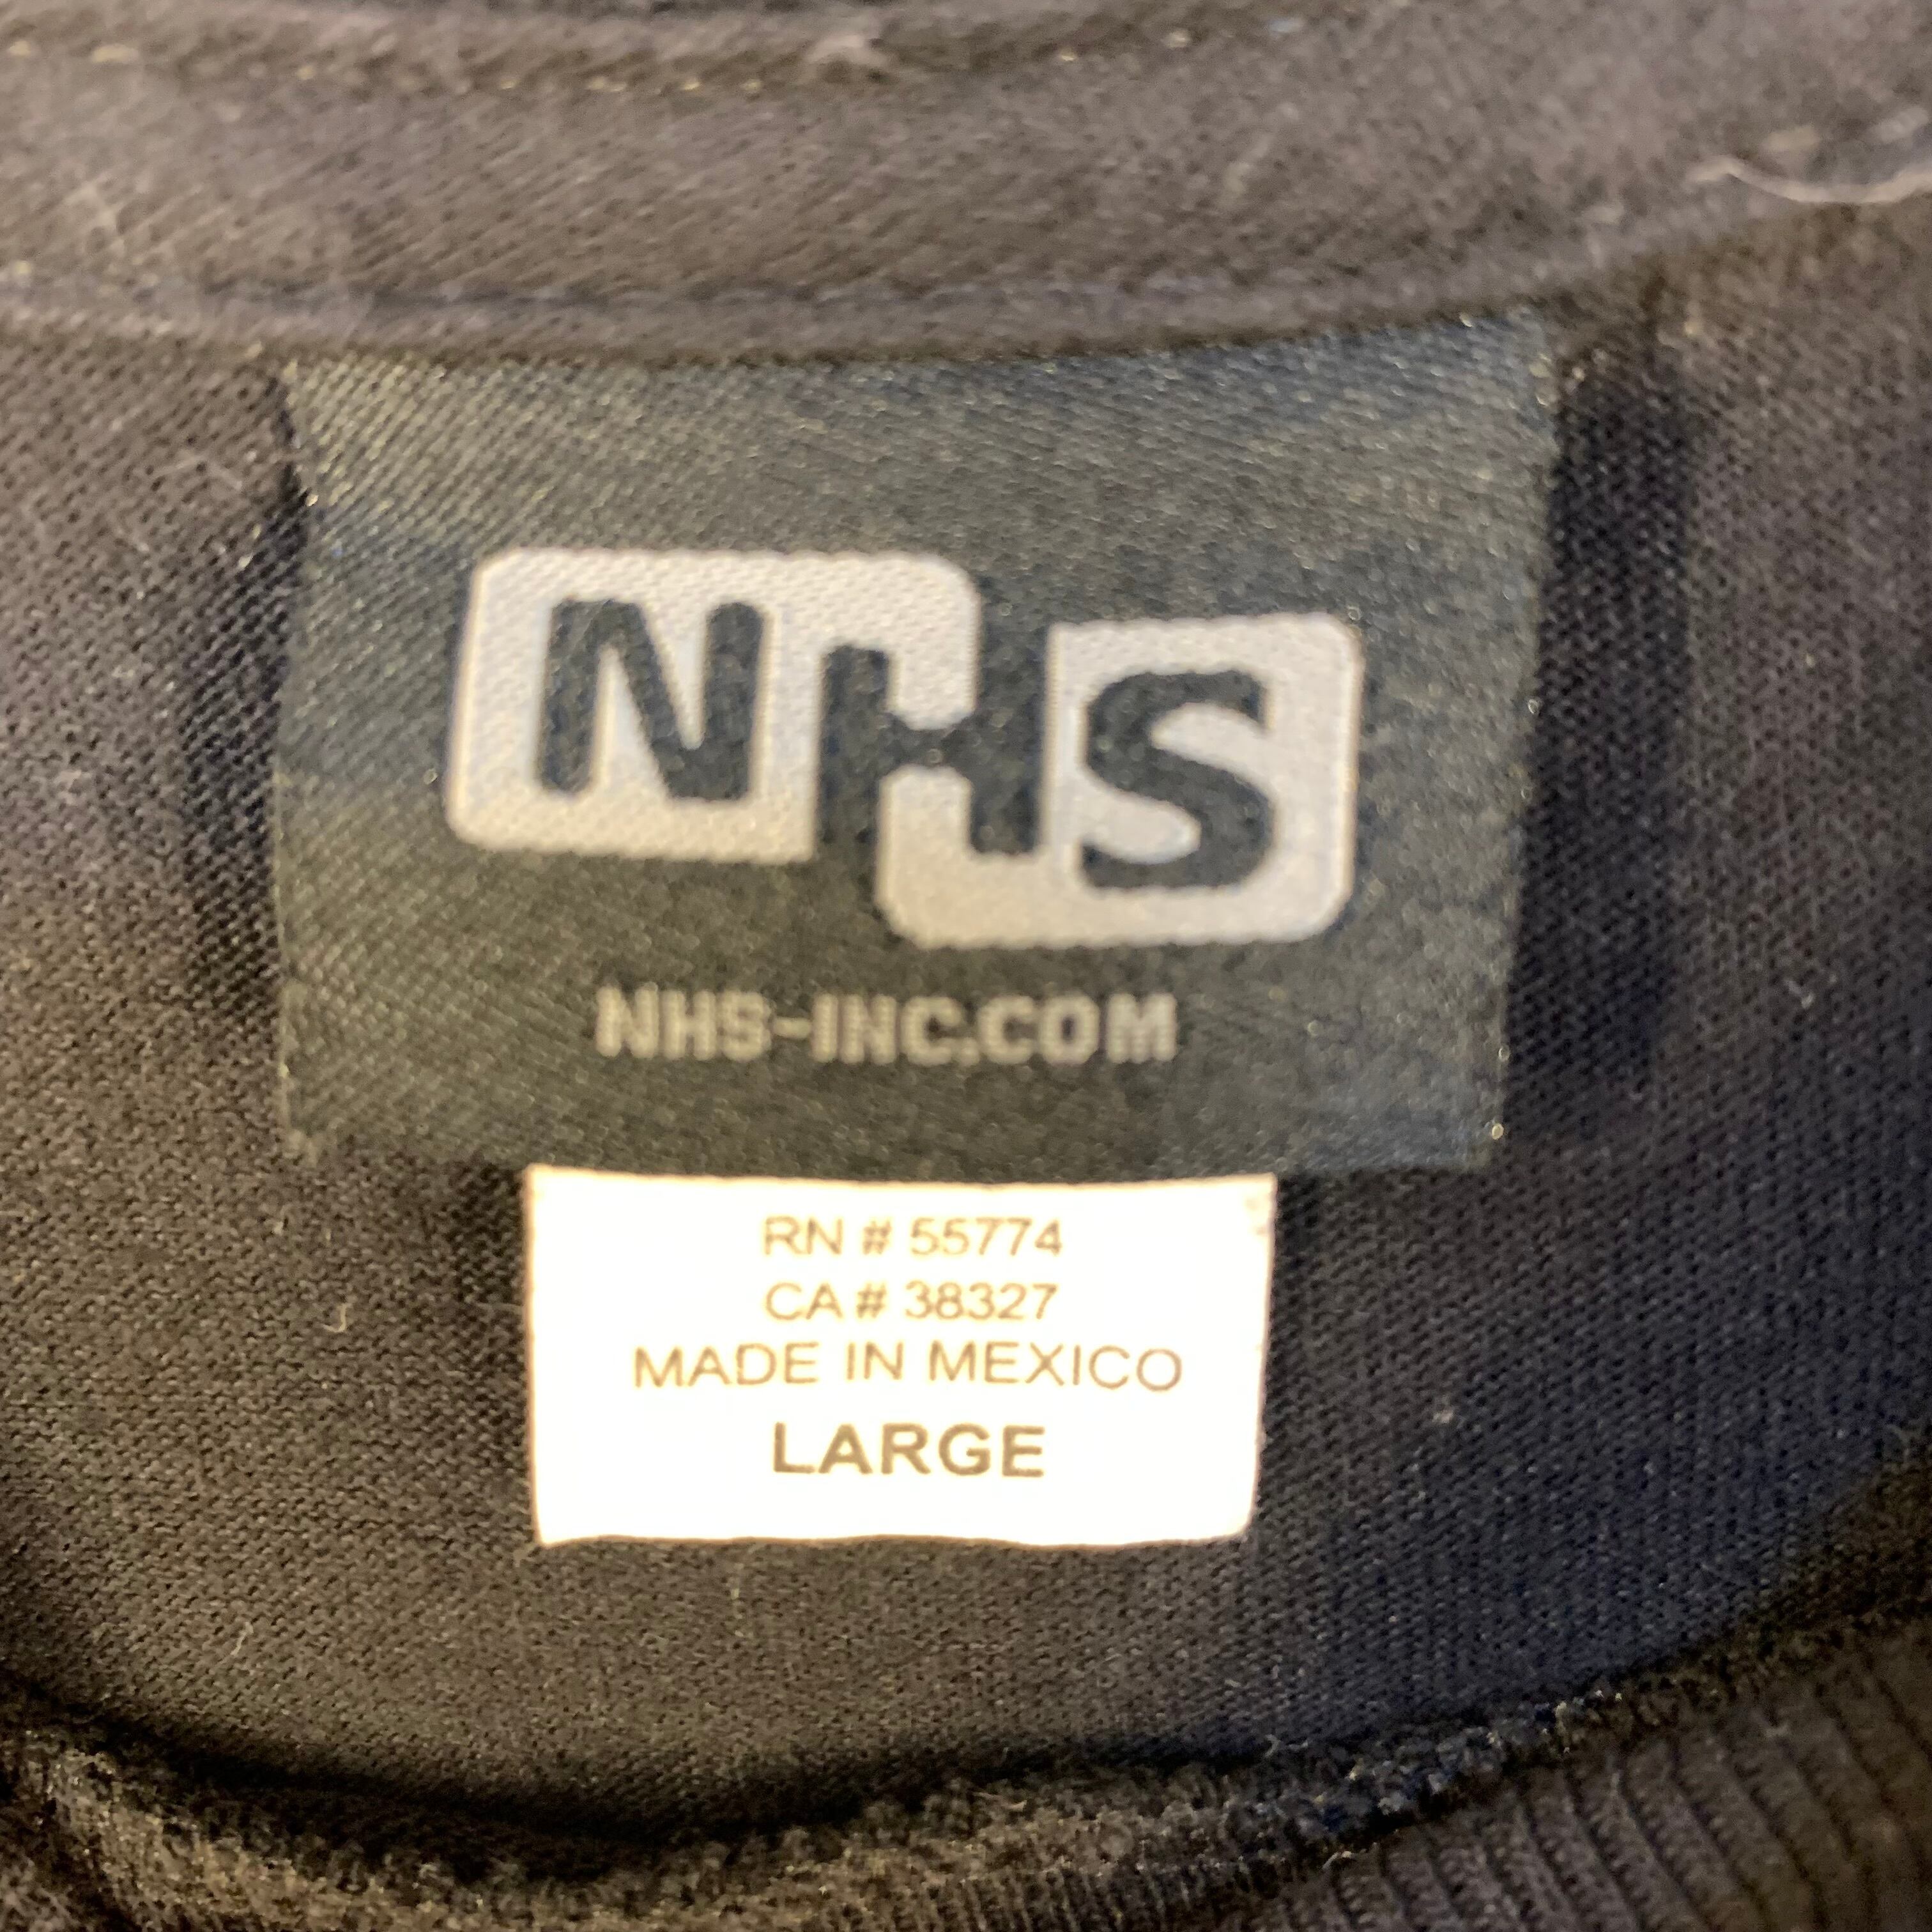 NHS
NHS-INC.COM
RN # 55774
CA # 38327
MADE IN MEXICO
LARGE